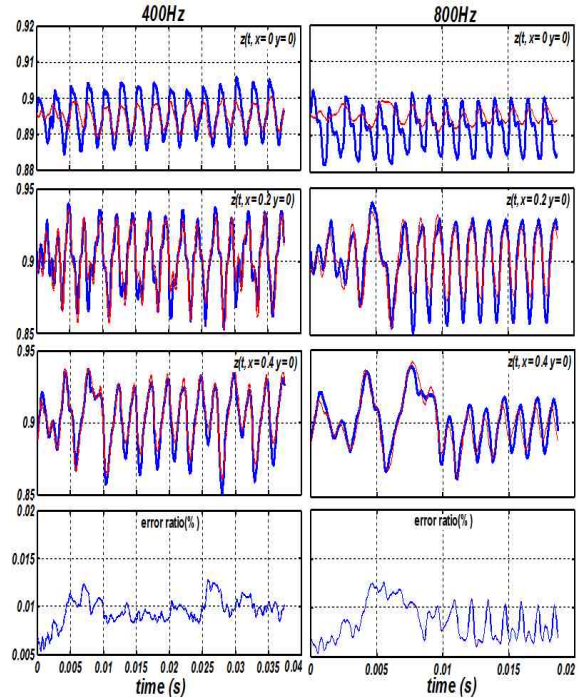 400Hz 800Hz
0.92
z(t, x=0 y=0) z(t, x=0 y=0)
0.91
0.9
0.89
0.88
0.95
z(t, x=0.2 y=0) z(t, x=0.2 y=0)
0.9
0.85
0.95
z(t, x=0.4 y=0) z(t, x=0.4 y=0)
0.9
0.85
0.02
error ratio(%) error ratio(%)
0.015
0.010
0.005
0 0.005 0.01 0.015 0.02 0.025 0.03 0.035 0.04 0 0.005 0.01 0.015 0.02
time (s) time (s)